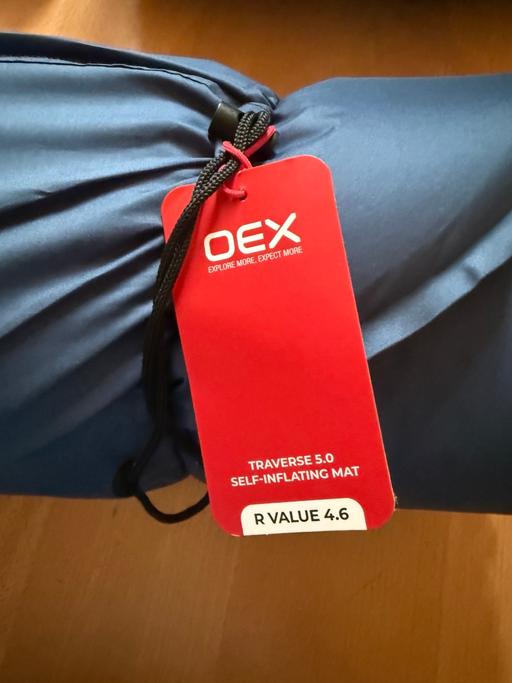 OEX
EXPLORE MORE, EXPECT MORE
TRAVERSE 5.0
SELF-INFLATING MAT
R VALUE 4.6